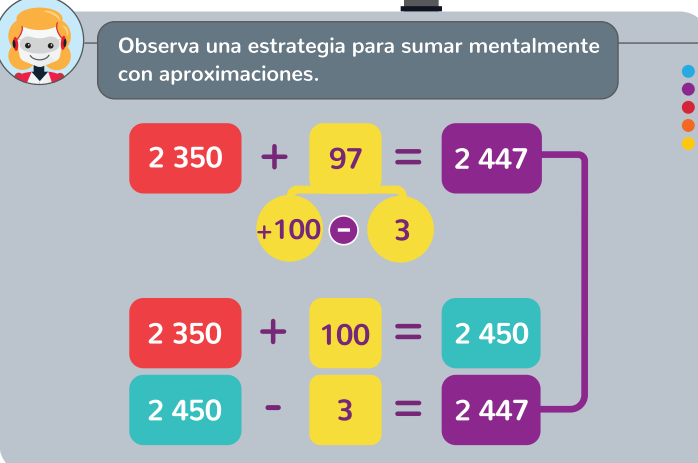 Observa una estrategia para sumar mentalmente
con aproximaciones.
2 350 + 97 = 2 447
+100 - 3
2 350 + 100 = 2 450
2 450 - 3 = 2 447